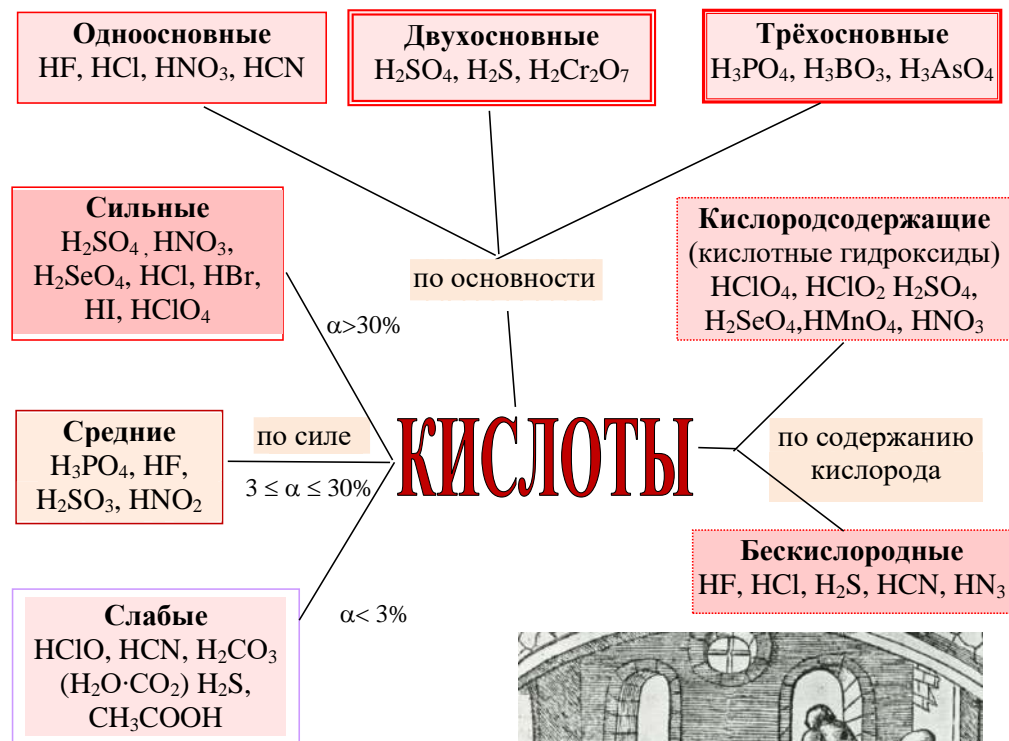 Одноосновные
HF, HCl, HNO₃, HCN
Двухосновные
H₂SO₄, H₂S, H₂Cr₂O₇
Трёхосновные
H₃PO₄, H₃BO₃, H₃AsO₄
Сильные
H₂SO₄ , HNO₃,
H₂SeO₄, HCl, HBr,
HI, HClO₄
α>30%
по основности
Кислородсодержащие
(кислотные гидроксиды)
HClO₄, HClO₂ H₂SO₄,
H₂SeO₄,HMnO₄, HNO₃
Средние
H₃PO₄, HF,
H₂SO₃, HNO₂
по силе
3 ≤ α ≤ 30%
КИСЛОТЫ
по содержанию
кислорода
Бескислородные
HF, HCl, H₂S, HCN, HN₃
Слабые
HClO, HCN, H₂CO₃
(H₂O·CO₂) H₂S,
CH₃COOH
α< 3%